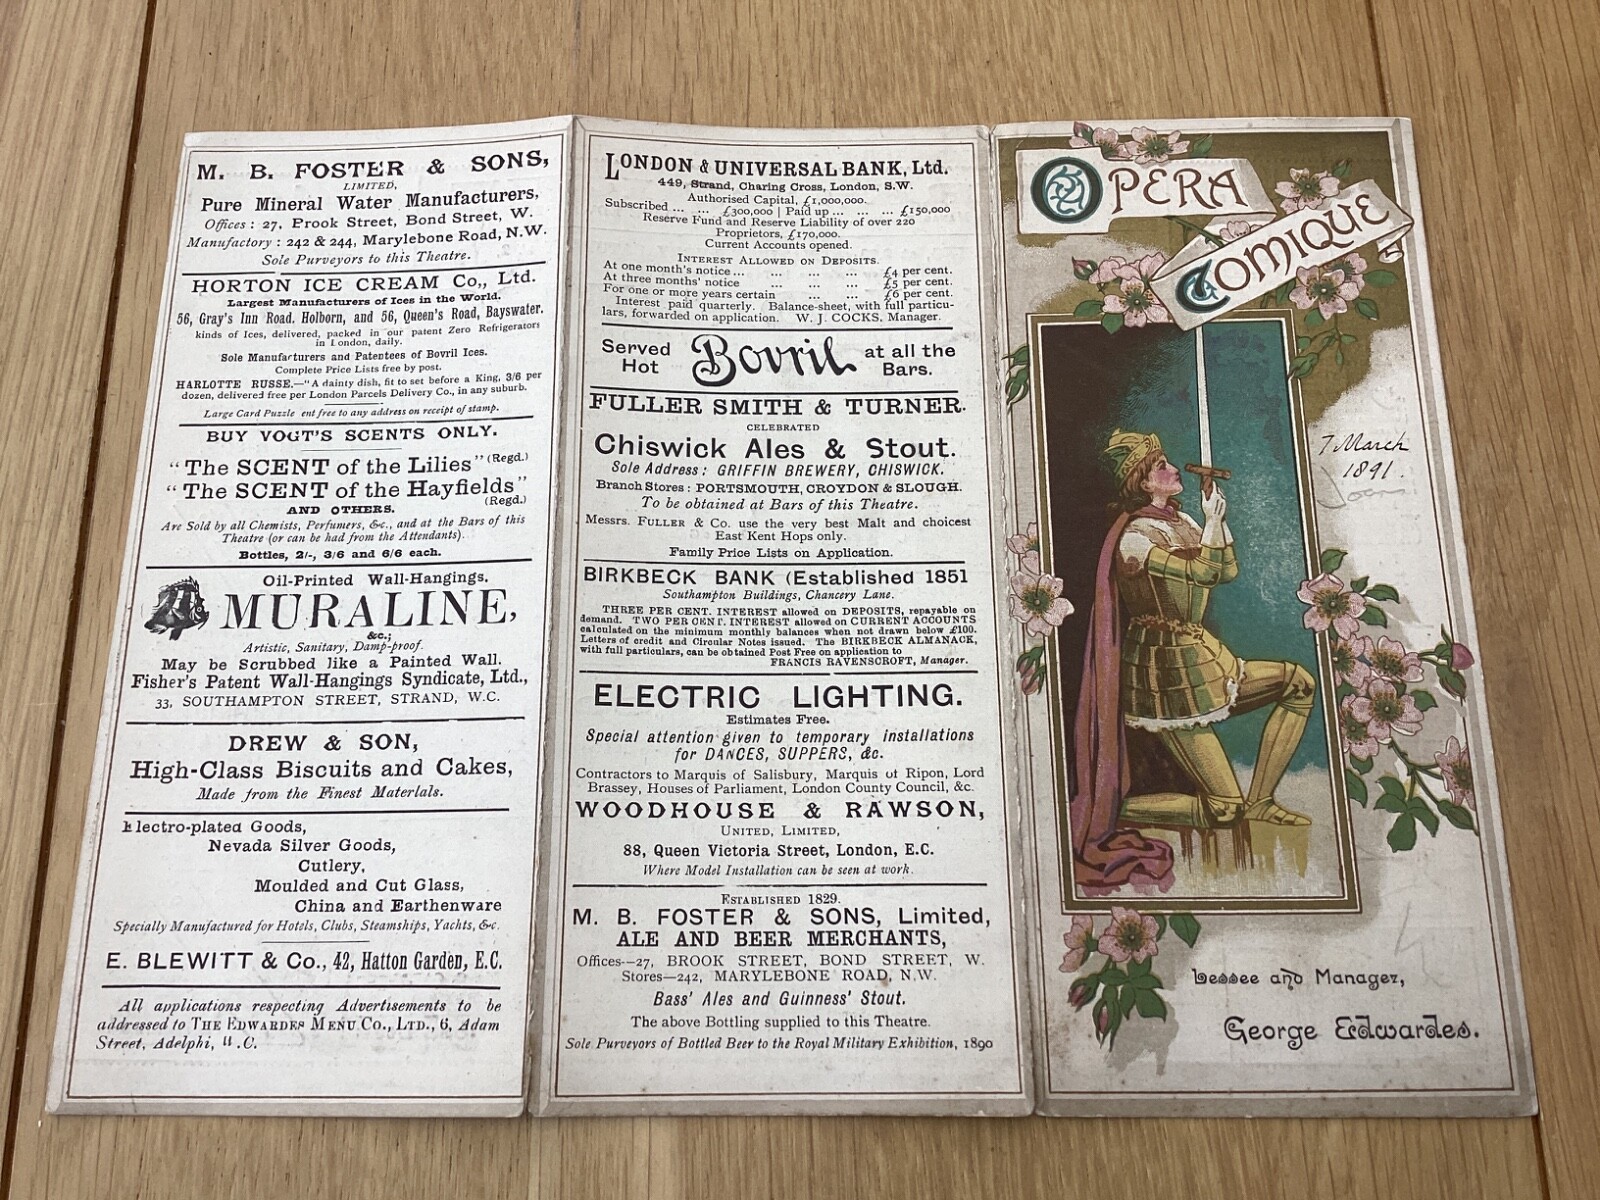 M. B. FOSTER & SONS,
LIMITED,
Pure Mineral Water Manufacturers,
Offices: 27, Prook Street, Bond Street, W.
Manufactory: 242 & 244, Marylebone Road, N.W.
Sole Purveyors to this Theatre.
HORTON ICE CREAM Co., Ltd.
Largest Manufacturers of Ices in the World.
56, Gray's Inn Road, Holborn, and 56, Queen's Road, Bayswater.
kinds of Ices, delivered, packed in our patent Zero Refrigerators
in London, daily.
Sole Manufacturers and Patentees of Bovril Ices.
Complete Price Lists free by post.
HARLOTTE RUSSE.—"A dainty dish, fit to set before a King, 3/6 per
dozen, delivered free per London Parcels Delivery Co., in any suburb.
Large Card Puzzle ent free to any address on receipt of stamp.
BUY VOGT'S SCENTS ONLY.
"The SCENT of the Lilies" (Regd.)
"The SCENT of the Hayfields"
(Regd.)
AND OTHERS.
Are Sold by all Chemists, Perfumers, &c., and at the Bars of this
Theatre (or can be had from the Attendants).
Bottles, 2/-, 3/6 and 6/6 each.
Oil-Printed Wall-Hangings.
MURALINE,
&c.;
Artistic, Sanitary, Damp-proof.
May be Scrubbed like a Painted Wall.
Fisher's Patent Wall-Hangings Syndicate, Ltd.,
33, SOUTHAMPTON STREET, STRAND, W.C.
DREW & SON,
High-Class Biscuits and Cakes,
Made from the Finest Materials.
Electro-plated Goods,
Nevada Silver Goods,
Cutlery,
Moulded and Cut Glass,
China and Earthenware
Specially Manufactured for Hotels, Clubs, Steamships, Yachts, &c.
E. BLEWITT & Co., 42, Hatton Garden, E.C.
All applications respecting Advertisements to be
addressed to THE EDWARDES MENU CO., LTD., 6, Adam
Street, Adelphi, W.C.
LONDON & UNIVERSAL BANK, Ltd.
449, Strand, Charing Cross, London, S.W.
Authorised Capital, £1,000,000.
Subscribed ... ... £300,000 | Paid up ... ... ... £150,000
Reserve Fund and Reserve Liability of over 220
Proprietors, £170,000.
Current Accounts opened.
INTEREST ALLOWED ON DEPOSITS.
At one month's notice ... ... ... ... £4 per cent.
At three months' notice ... ... ... £5 per cent.
For one or more years certain ... ... £6 per cent.
Interest paid quarterly. Balance-sheet, with full particu-
lars, forwarded on application. W. J. COCKS, Manager.
Served Hot Bovril at all the Bars.
FULLER SMITH & TURNER.
CELEBRATED
Chiswick Ales & Stout.
Sole Address: GRIFFIN BREWERY, CHISWICK.
Branch Stores: PORTSMOUTH, CROYDON & SLOUGH.
To be obtained at Bars of this Theatre.
Messrs. FULLER & Co. use the very best Malt and choicest
East Kent Hops only.
Family Price Lists on Application.
BIRKBECK BANK (Established 1851
Southampton Buildings, Chancery Lane.
THREE PER CENT. INTEREST allowed on DEPOSITS, repayable on
demand. TWO PER CENT. INTEREST allowed on CURRENT ACCOUNTS
calculated on the minimum monthly balances when not drawn below £100.
Letters of credit and Circular Notes issued. The BIRKBECK ALMANACK,
with full particulars, can be obtained Post Free on application to
FRANCIS RAVENSCROFT, Manager.
ELECTRIC LIGHTING.
Estimates Free.
Special attention given to temporary installations
for DANCES, SUPPERS, &c.
Contractors to Marquis of Salisbury, Marquis of Ripon, Lord
Brassey, Houses of Parliament, London County Council, &c.
WOODHOUSE & RAWSON,
UNITED, LIMITED,
88, Queen Victoria Street, London, E.C.
Where Model Installation can be seen at work.
ESTABLISHED 1829.
M. B. FOSTER & SONS, Limited,
ALE AND BEER MERCHANTS,
Offices--27, BROOK STREET, BOND STREET, W.
Stores—242, MARYLEBONE ROAD, N.W.
Bass' Ales and Guinness' Stout.
The above Bottling supplied to this Theatre.
Sole Purveyors of Bottled Beer to the Royal Military Exhibition, 1890
OPERA
COMIQUE
7 March
1891.
Lessee and Manager,
George Edwardes.